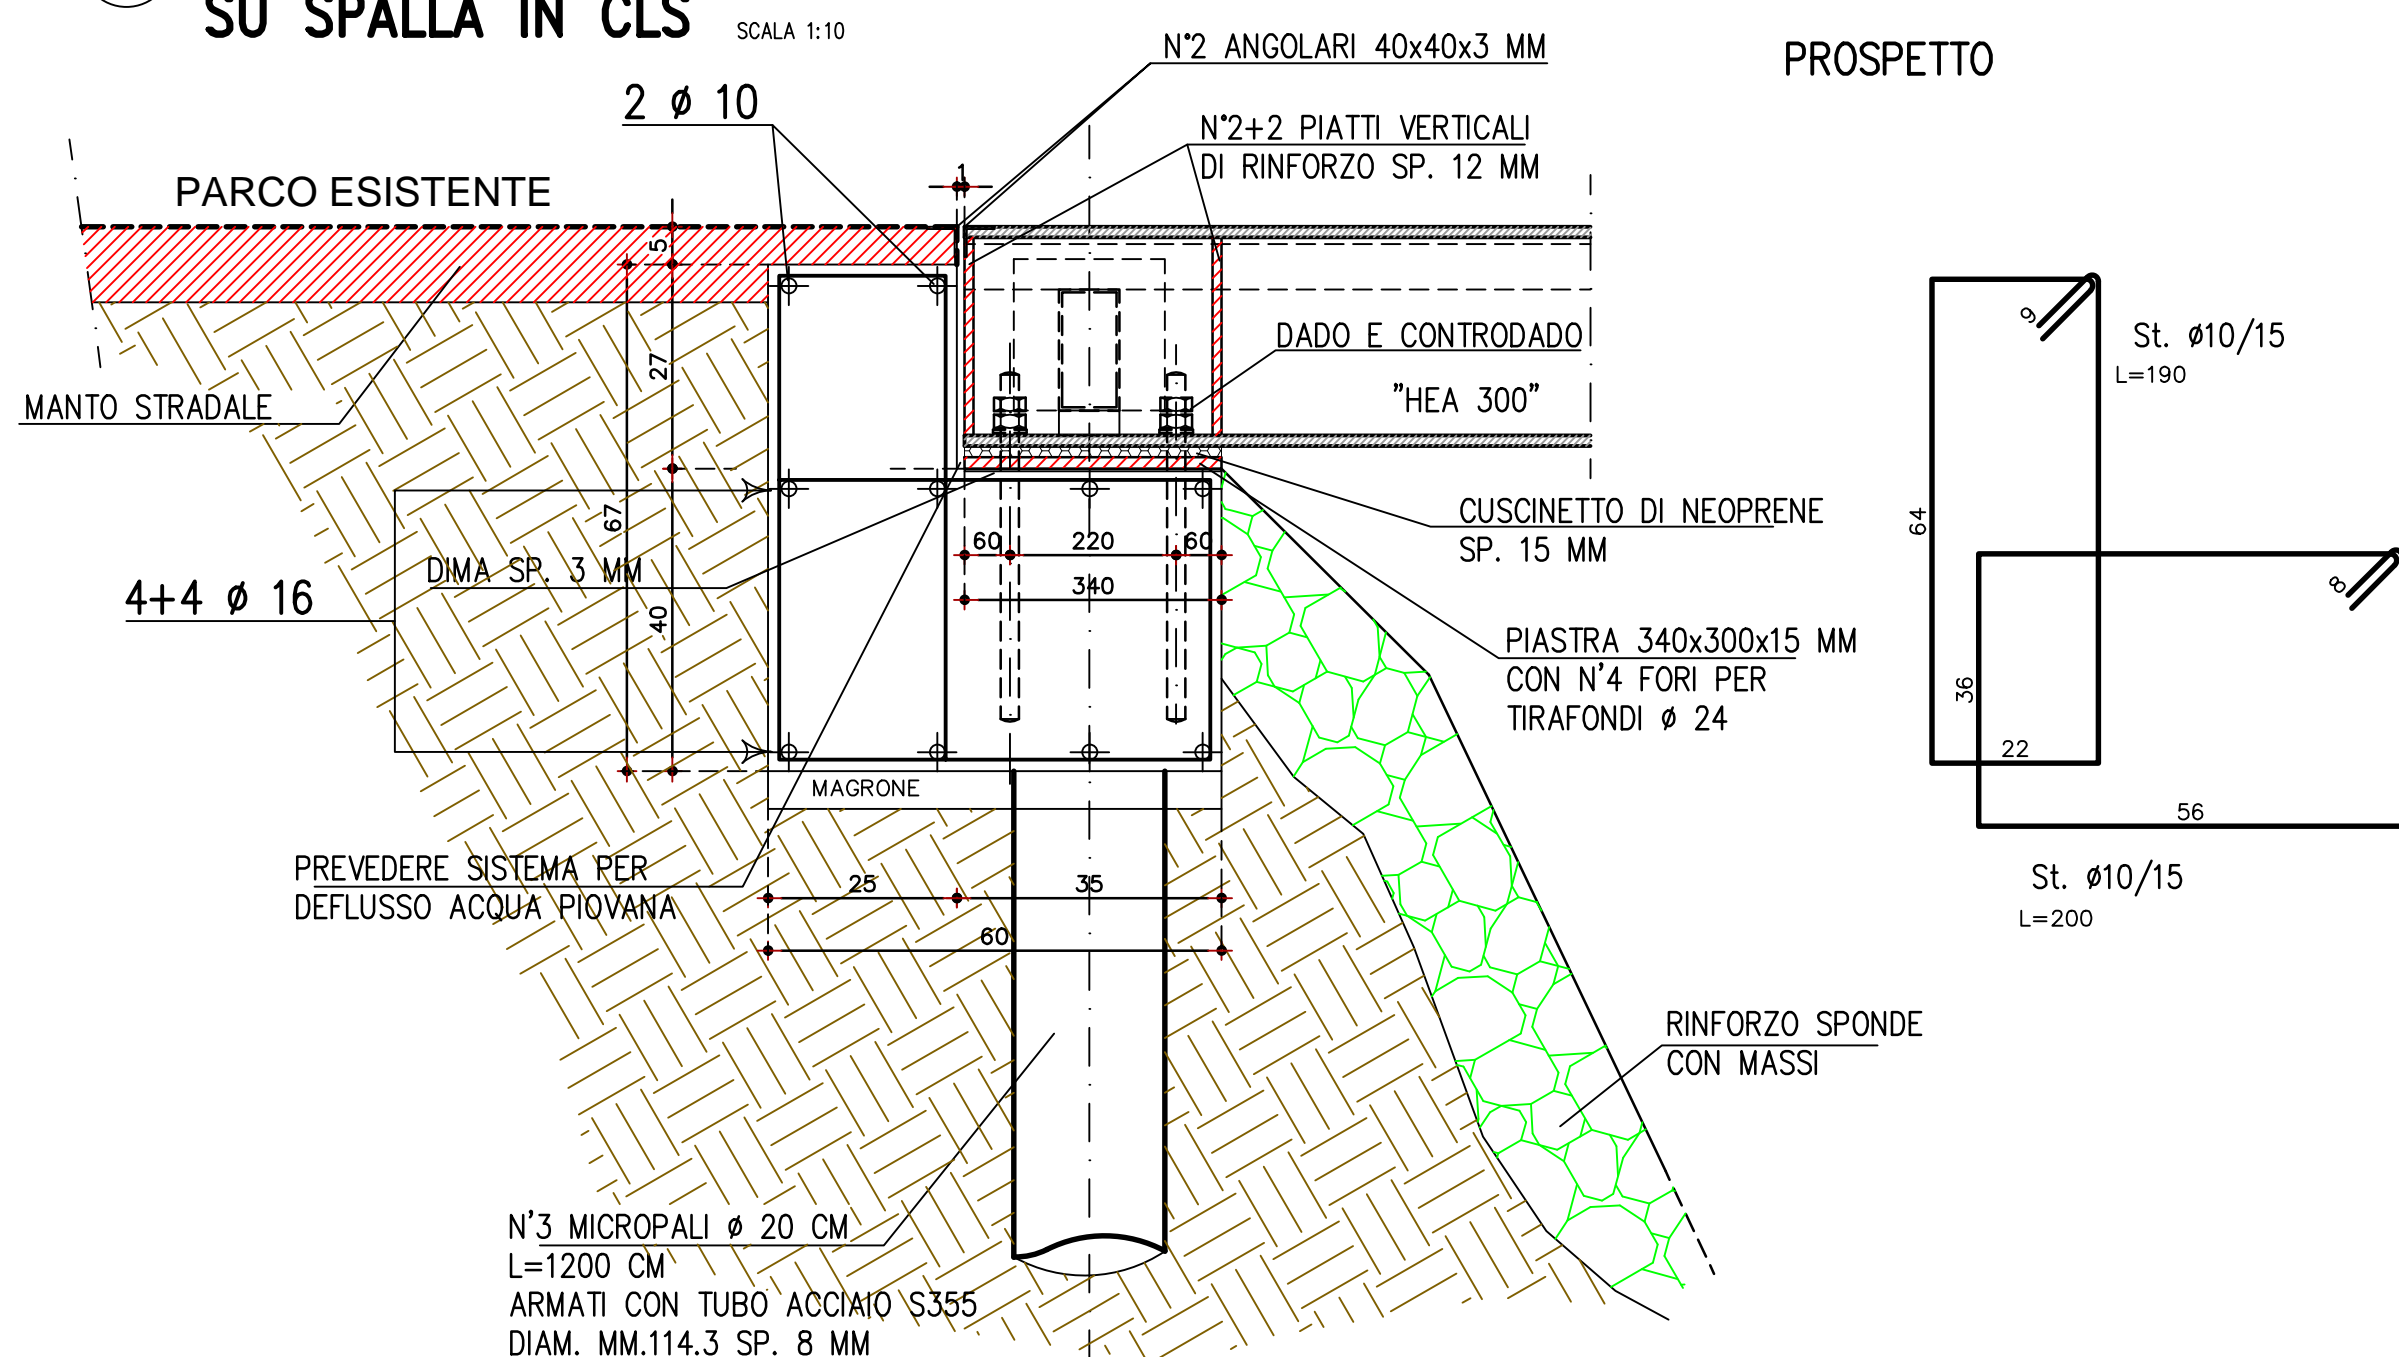 SU SPALLA IN CLS
SCALA 1:10
N°2 ANGOLARI 40x40x3 MM
PROSPETTO
2 ø 10
N°2+2 PIATTI VERTICALI
DI RINFORZO SP. 12 MM
1
PARCO ESISTENTE
5
27
67
40
MANTO STRADALE
DADO E CONTRODADO
"HEA 300"
9
St. ø10/15
L=190
64
CUSCINETTO DI NEOPRENE
SP. 15 MM
60
220
60
340
DIMA SP. 3 MM
4+4 ø 16
8
36
22
56
PIASTRA 340x300x15 MM
CON N°4 FORI PER
TIRAFONDI ø 24
MAGRONE
PREVEDERE SISTEMA PER
DEFLUSSO ACQUA PIOVANA
25
35
60
St. ø10/15
L=200
RINFORZO SPONDE
CON MASSI
N°3 MICROPALI ø 20 CM
L=1200 CM
ARMATI CON TUBO ACCIAIO S355
DIAM. MM.114.3 SP. 8 MM